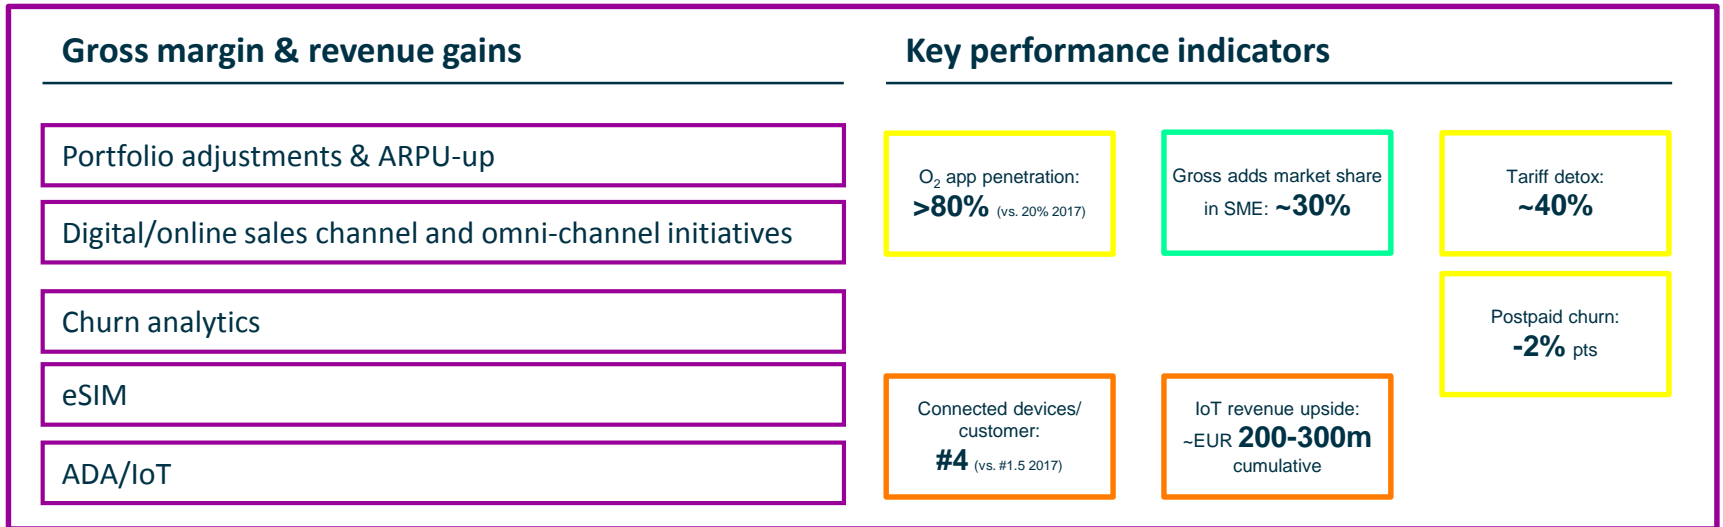 Gross margin & revenue gains
Portfolio adjustments & ARPU-up
Digital/online sales channel and omni-channel initiatives
Churn analytics
eSIM
ADA/IoT
Key performance indicators
O₂ app penetration:
>80% (vs. 20% 2017)
Gross adds market share
in SME: ~30%
Tariff detox:
~40%
Postpaid churn:
-2% pts
Connected devices/
customer:
#4 (vs. #1.5 2017)
IoT revenue upside:
~EUR 200-300m
cumulative